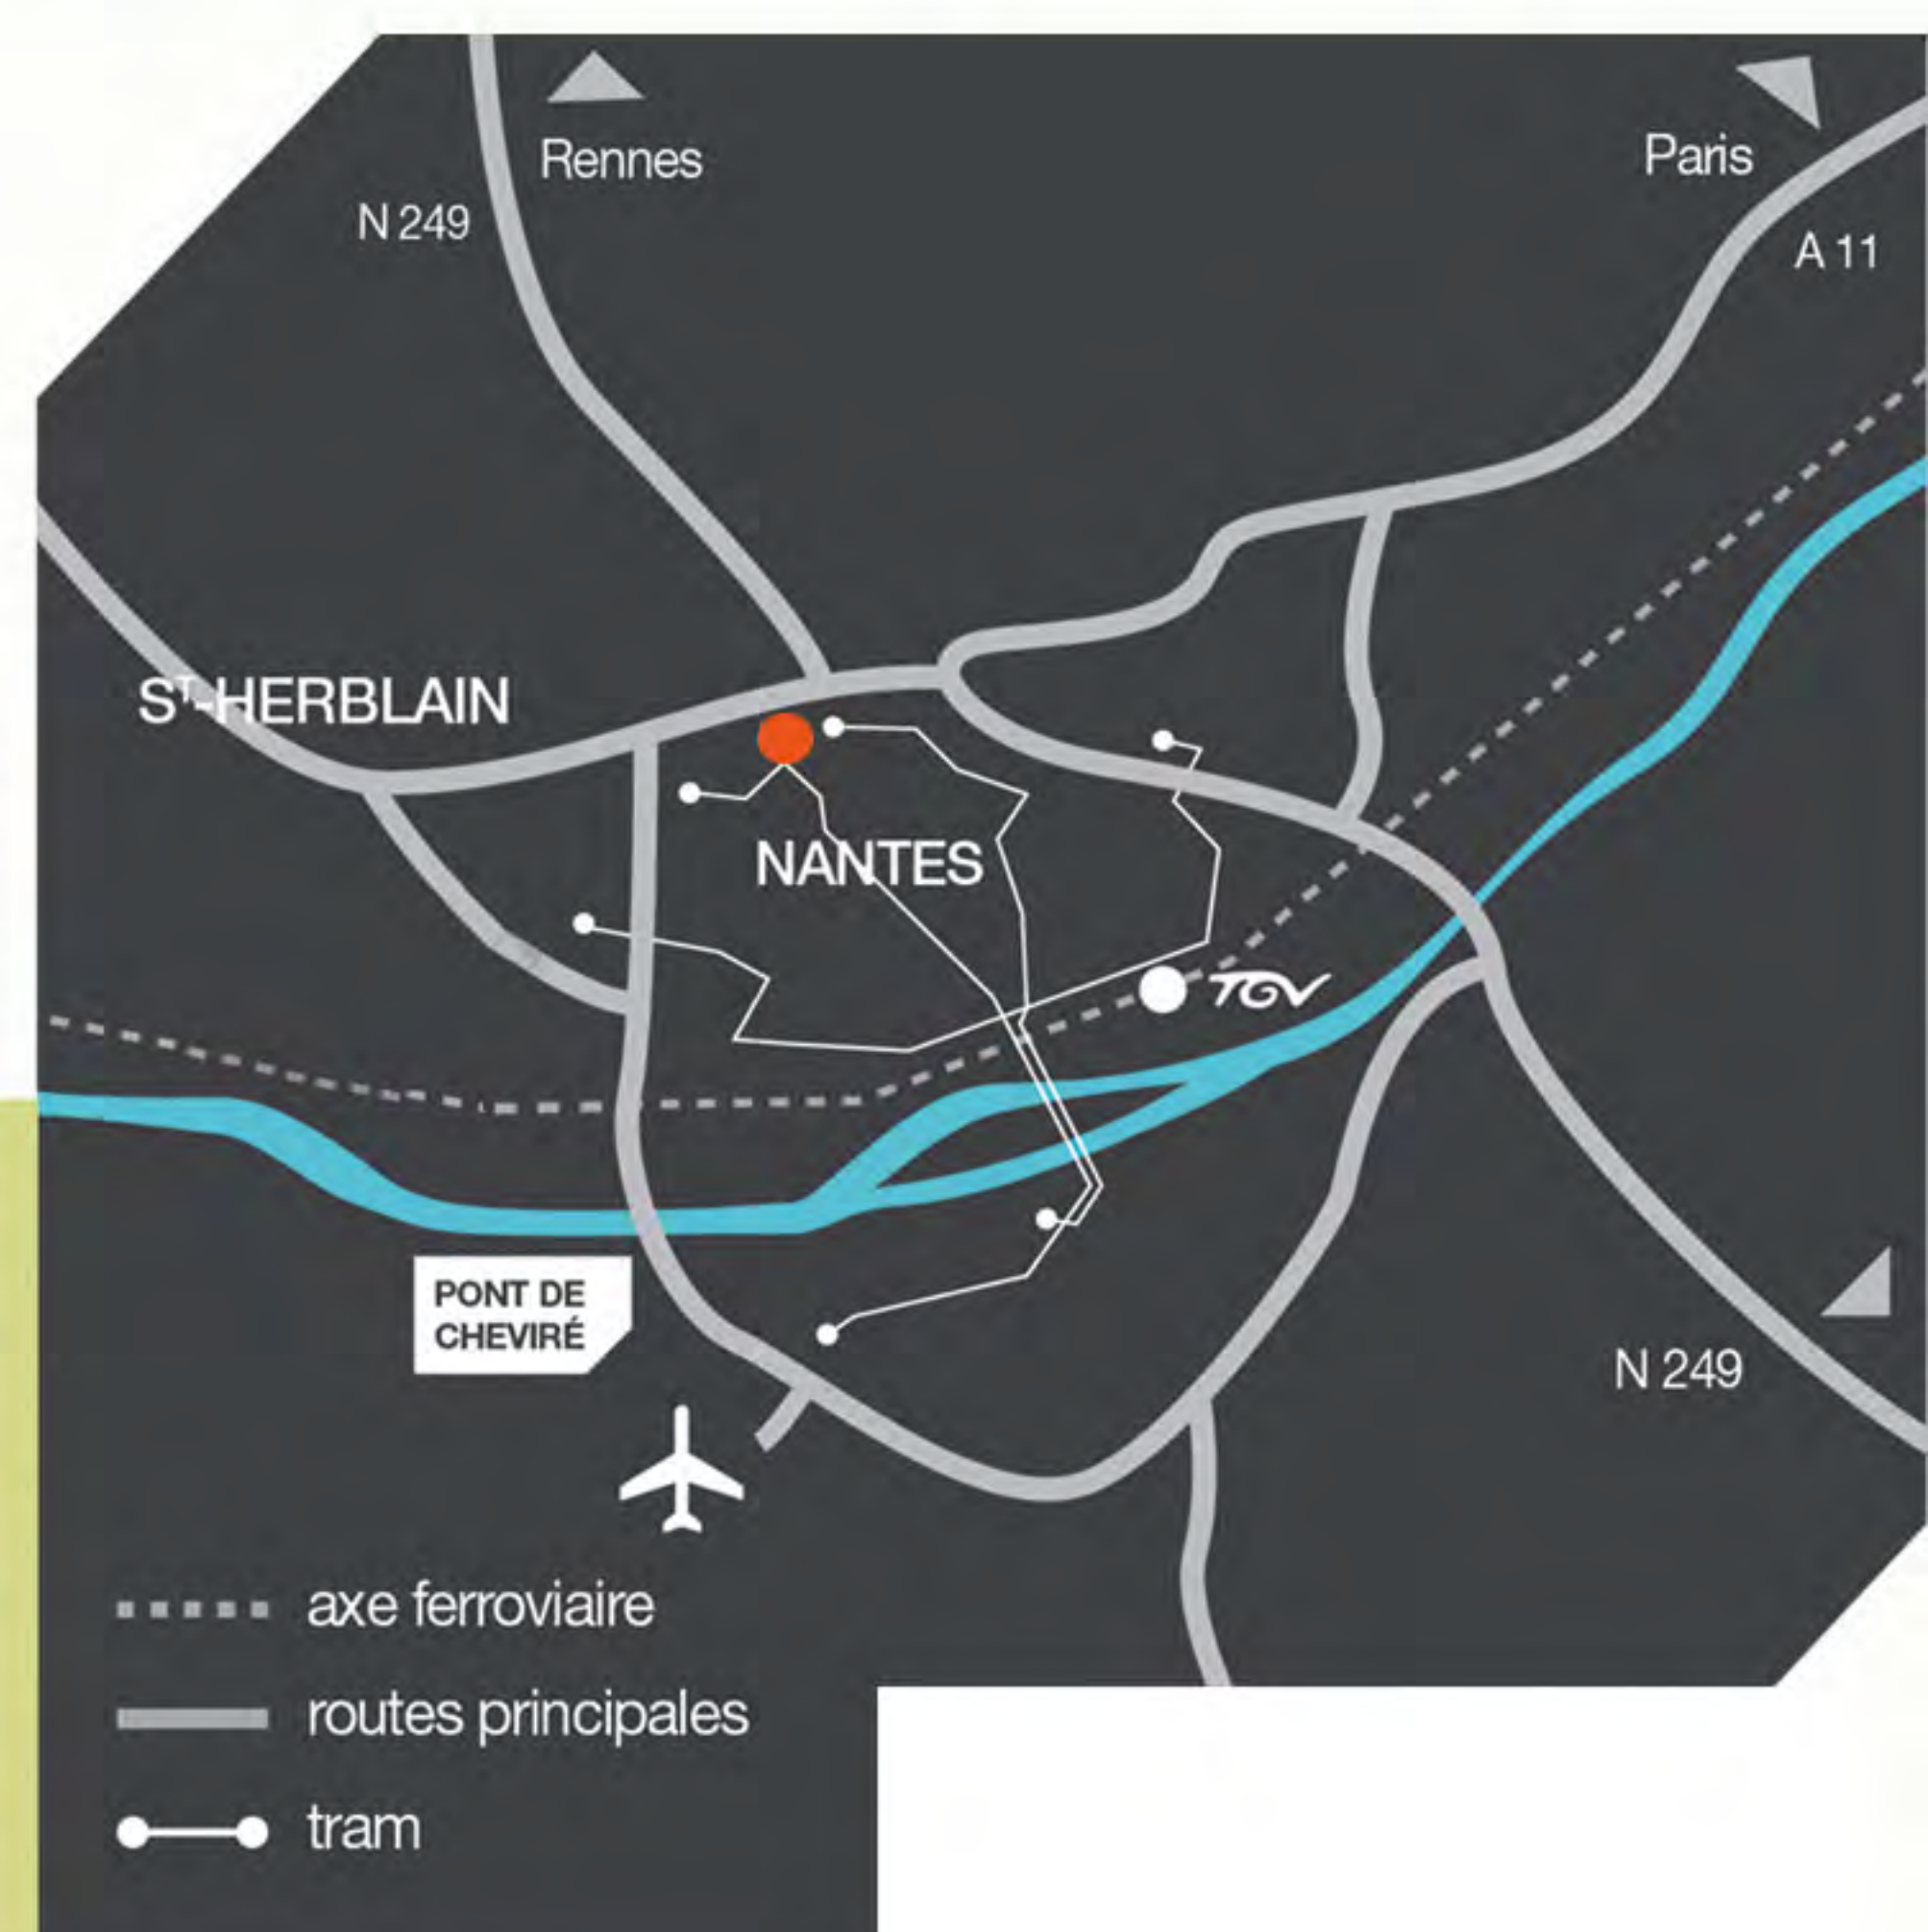 Rennes
Paris
N 249
A 11
ST-HERBLAIN
NANTES
TGV
PONT DE
CHEVIRÉ
N 249
axe ferroviaire
routes principales
tram